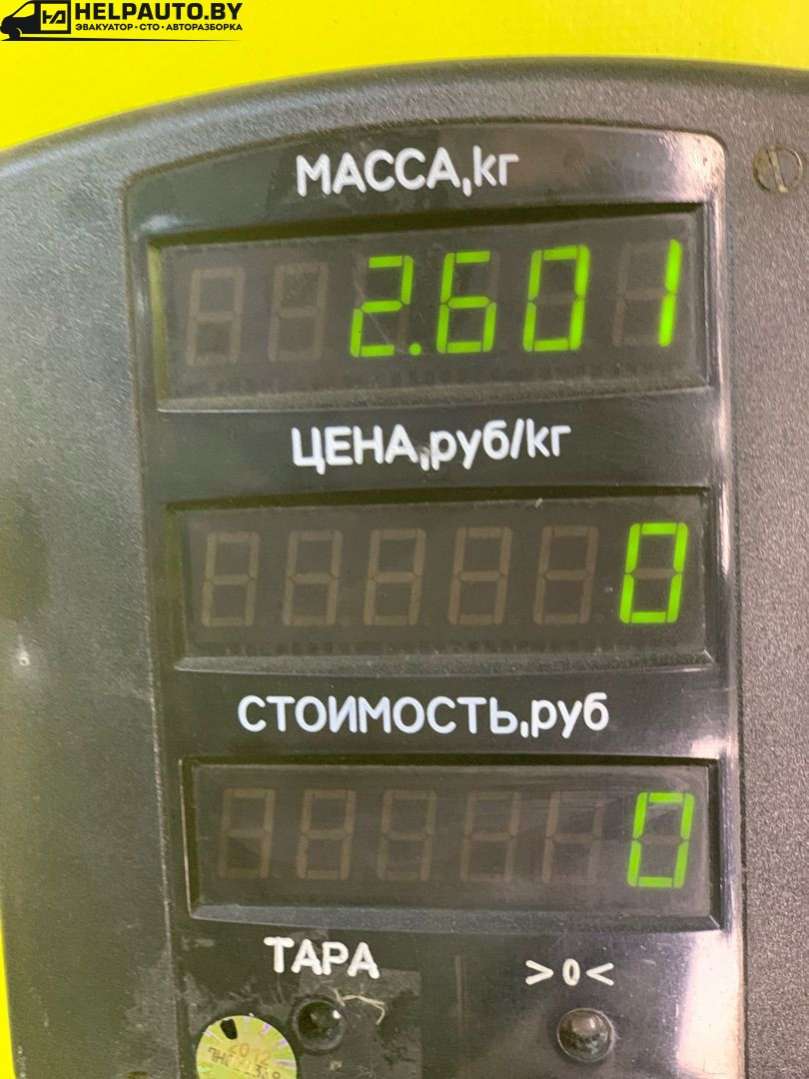 HELPAUTO.BY
ЭВАКУАТОР · СТО · АВТОРАЗБОРКА
МАССА,кг
2.601
ЦЕНА,руб/кг
0
СТОИМОСТЬ,руб
0
ТАРА
>0<